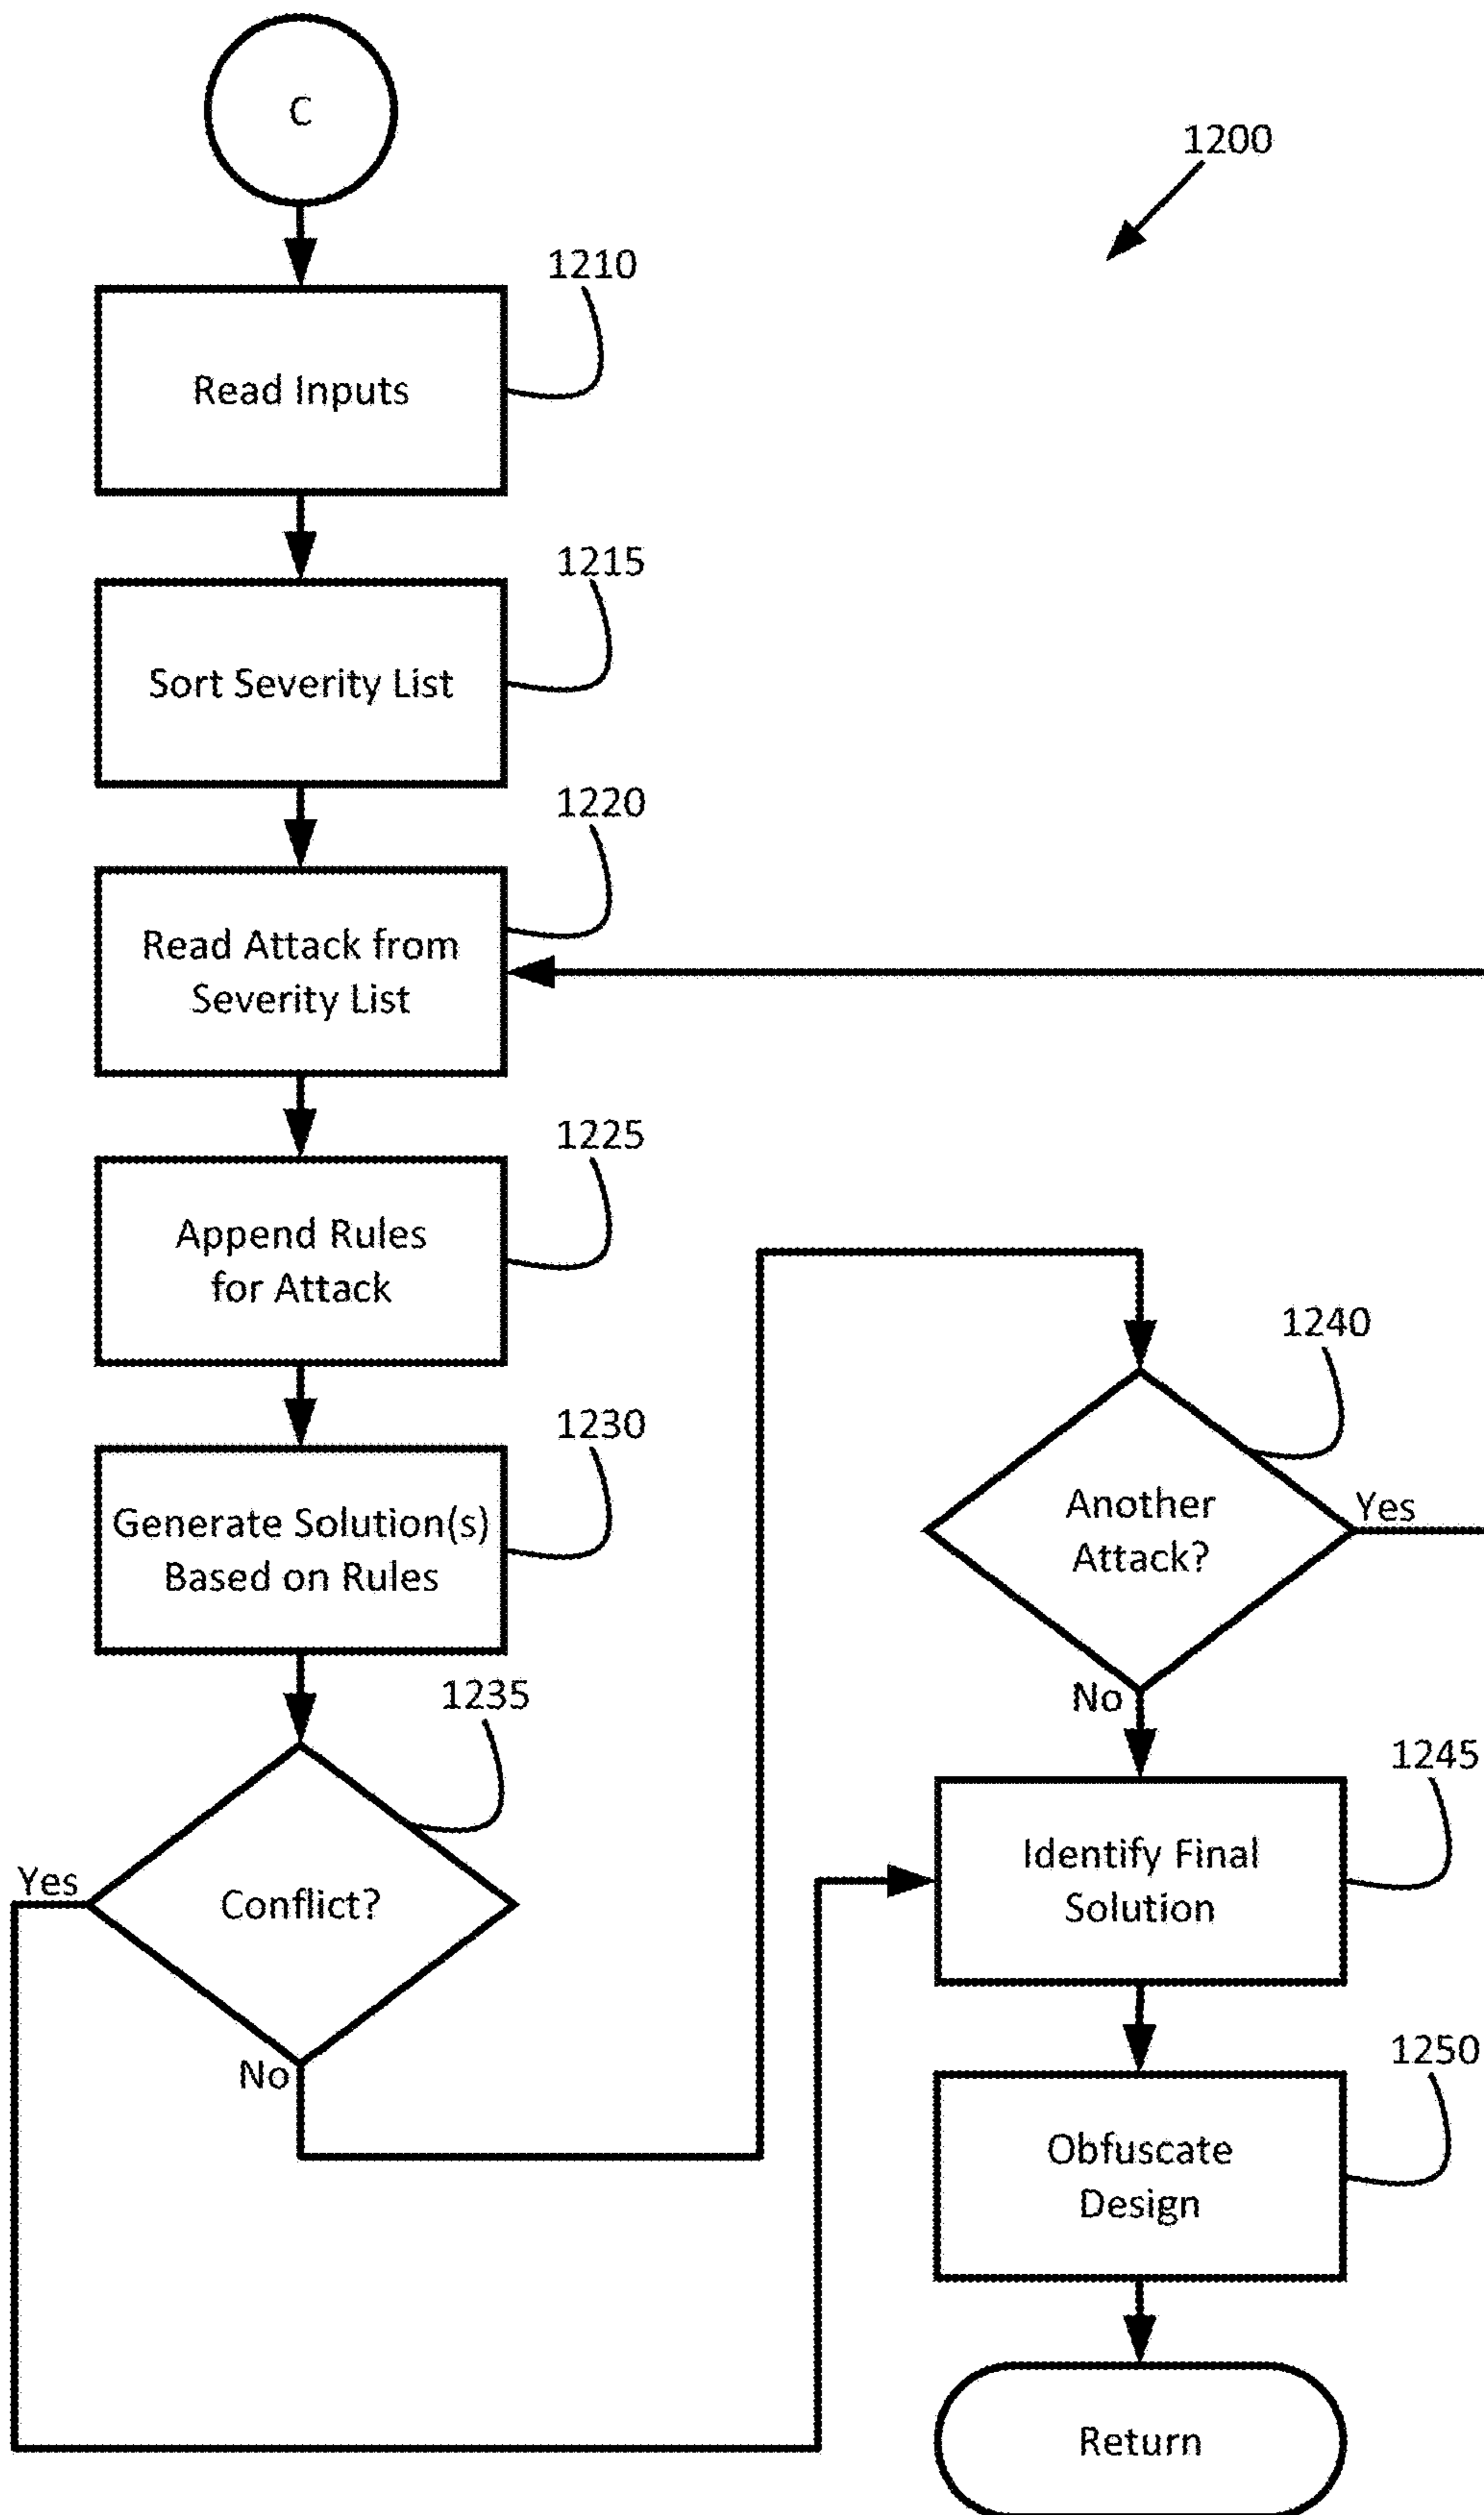 C
1200
1210
Read Inputs
1215
Sort Severity List
1220
Read Attack from
Severity List
1225
Append Rules
for Attack
1230
Generate Solution(s)
Based on Rules
1235
Yes
Conflict?
No
1240
Another
Attack?
Yes
No
1245
Identify Final
Solution
1250
Obfuscate
Design
Return